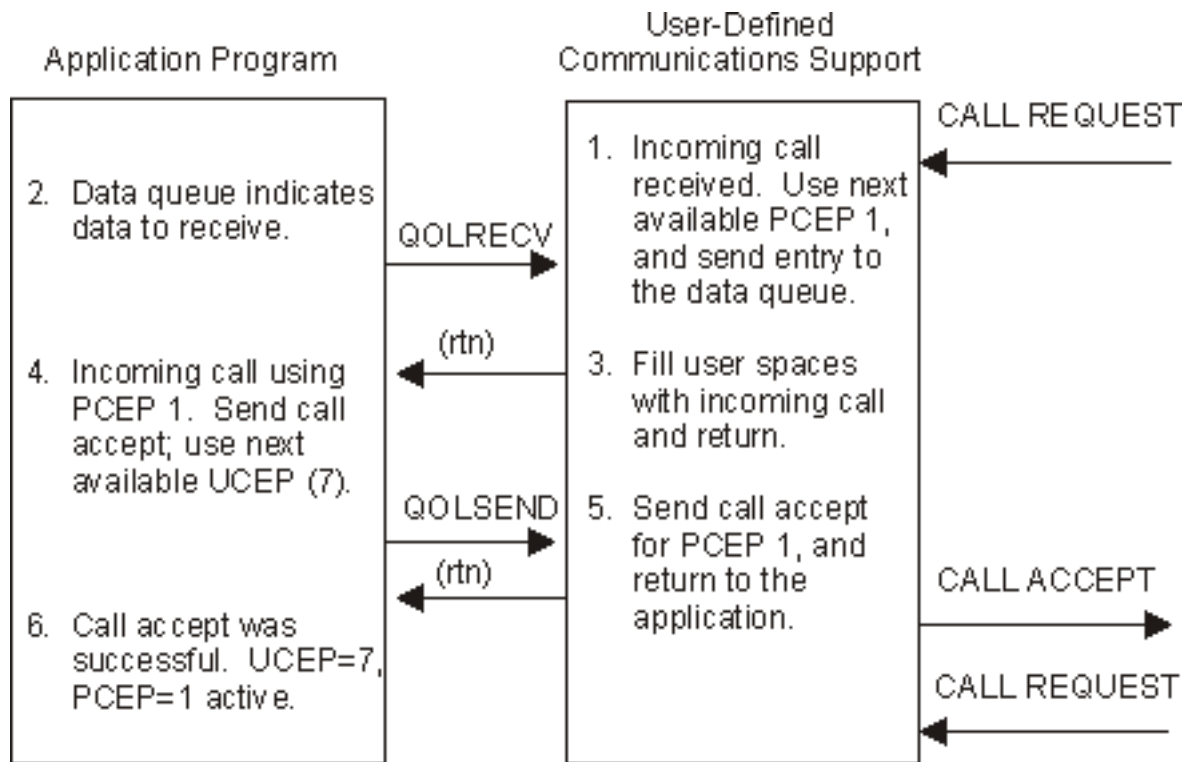 User-Defined
Application Program
Communications Support
CALL REQUEST
1. Incoming call
received. Use next
available PCEP 1,
and send entry to
the data queue.
2. Data queue indicates
data to receive.
QOLRECV
(rtn)
3. Fill user spaces
with incoming call
and return.
4. Incoming call using
PCEP 1. Send call
accept; use next
available UCEP (7).
QOLSEND
5. Send call accept
for PCEP 1, and
return to the
application.
(rtn)
CALL ACCEPT
6. Call accept was
successful. UCEP=7,
PCEP=1 active.
CALL REQUEST